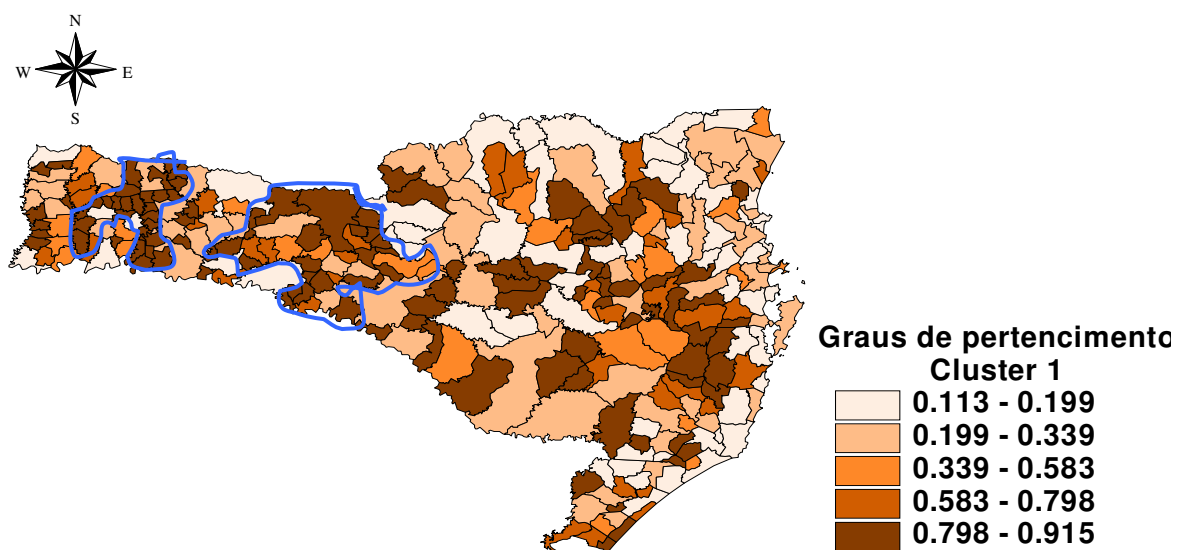 N
W E
S
Graus de pertencimento
Cluster 1
0.113 - 0.199
0.199 - 0.339
0.339 - 0.583
0.583 - 0.798
0.798 - 0.915